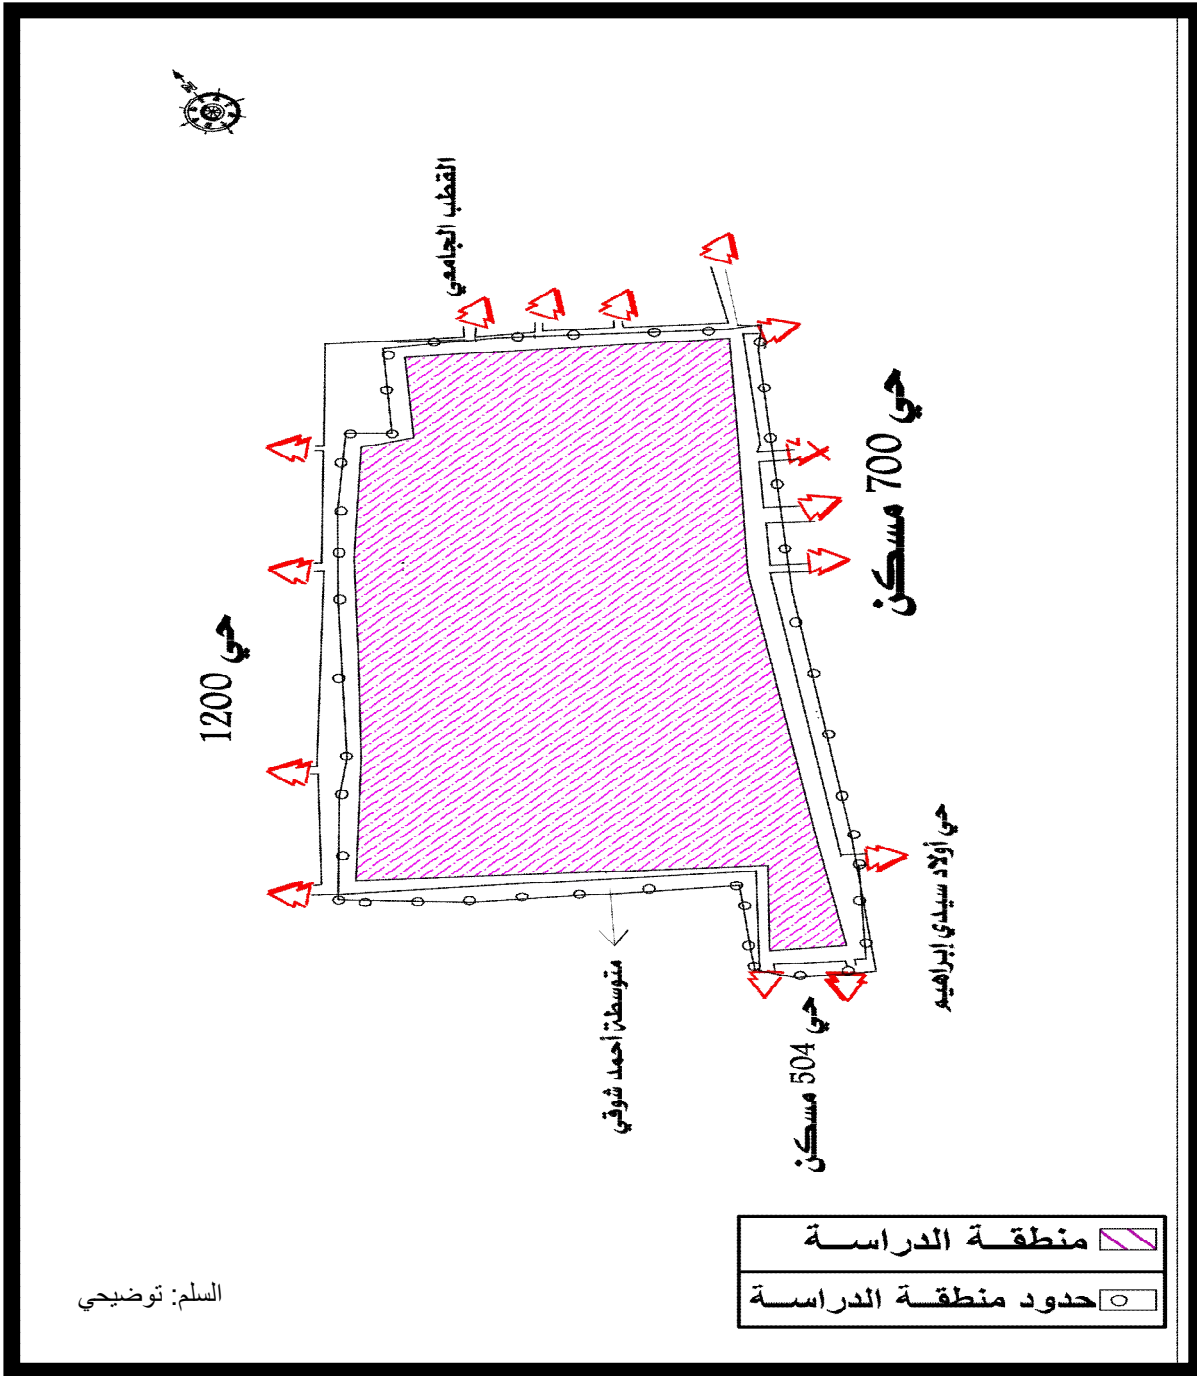 القطب الجامعي
حي 700 مسكن
حي 1200
حي أولاد سيدي إبراهيم
متوسطة أحمد شوقي
حي 504 مسكن
منطقة الدراسة
حدود منطقة الدراسة
السلم: توضيحي